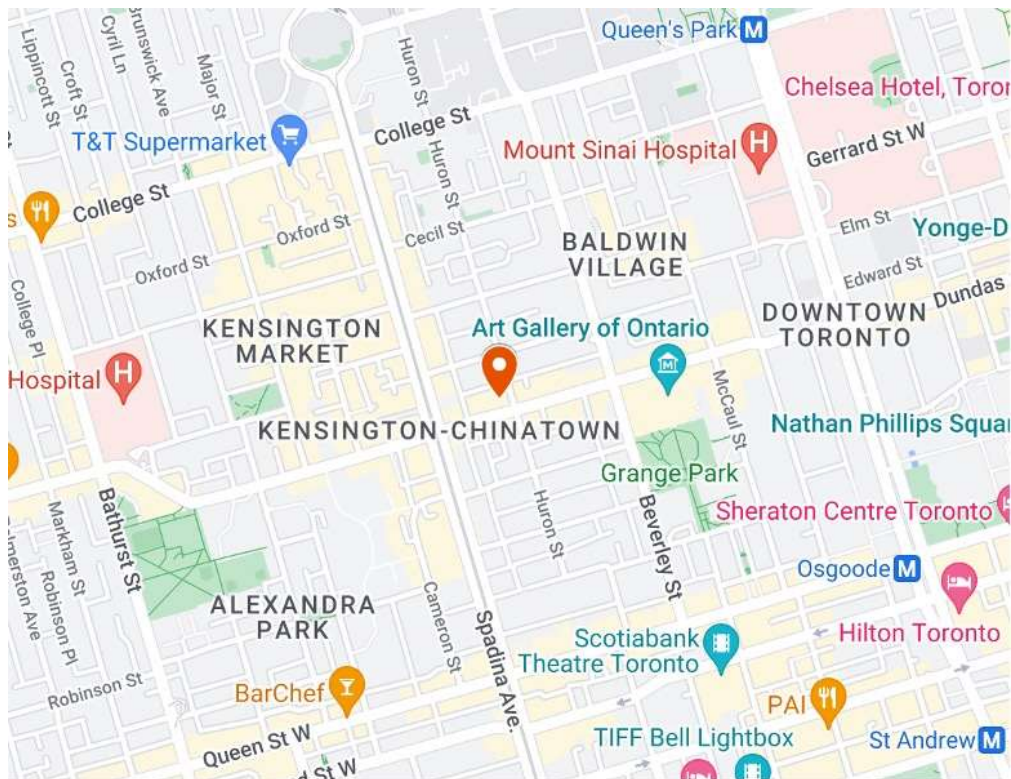 Lippincott St
Croft St
Cyril Ln
Brunswick Ave
Major St
Huron St
Queen's Park
M
Chelsea Hotel, Toron
T&T Supermarket
College St
Huron St
Mount Sinai Hospital
H
Gerrard St W
College St
s
Oxford St
Cecil St
Elm St
Yonge-D
Oxford St
BALDWIN
VILLAGE
Edward St
Dundas
College Pl
KENSINGTON
MARKET
Art Gallery of Ontario
M
DOWNTOWN
TORONTO
Hospital
H
McCaul St
KENSINGTON-CHINATOWN
Nathan Phillips Squar
Grange Park
Bathurst St
Markham St
Huron St
Beverley St
Sheraton Centre Toronto
merston Ave
Robinson Pl
Osgoode
M
ALEXANDRA
PARK
Cameron St
Spadina Ave.
Scotiabank
Theatre Toronto
Hilton Toronto
Robinson St
BarChef
PAI
Queen St W
TIFF Bell Lightbox
St Andrew
M
d St W